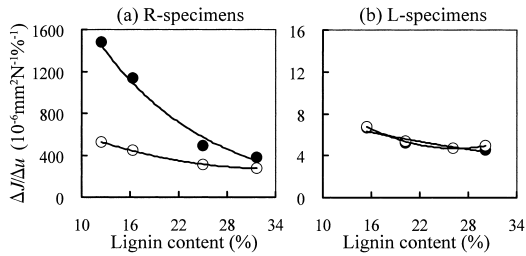 (a) R-specimens
(b) L-specimens
ΔJ/Δu (10⁻⁶mm²N⁻¹%⁻¹)
1600
1200
800
400
0
16
12
8
4
0
10 16 22 28 34
10 16 22 28 34
Lignin content (%)
Lignin content (%)